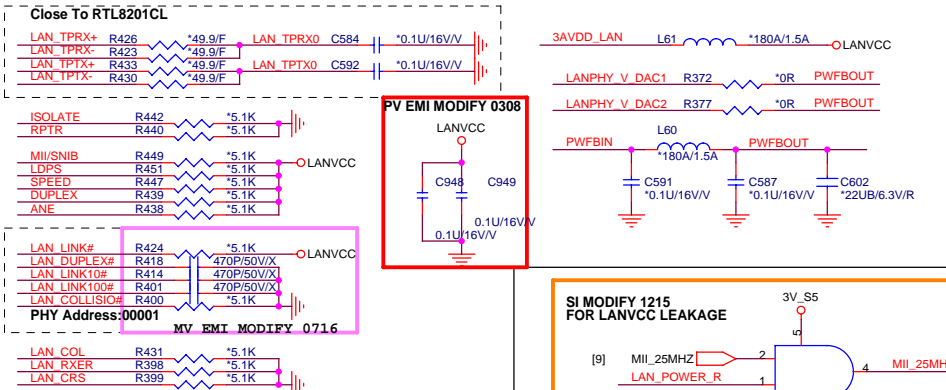 Close To RTL8201CL
LAN_TPRX+ R426 *49.9/F LAN_TPRX0 C584 *0.1U/16V/V
LAN_TPRX- R423 *49.9/F
LAN_TPTX+ R433 *49.9/F LAN_TPTX0 C592 *0.1U/16V/V
LAN_TPTX- R430 *49.9/F
3AVDD_LAN L61 *180A/1.5A LANVCC
LANPHY_V_DAC1 R372 *0R PWFBOUT
LANPHY_V_DAC2 R377 *0R PWFBOUT
PWFBIN L60 *180A/1.5A PWFBOUT
C591 *0.1U/16V/V
C587 *0.1U/16V/V
C602 *22UB/6.3V/R
PV EMI MODIFY 0308
LANVCC
C948 C949
0.1U/16V/V
0.1U/16V/V
ISOLATE R442 *5.1K
RPTR R440 *5.1K
MII/SNIB R449 *5.1K LANVCC
LDPS R451 *5.1K
SPEED R447 *5.1K
DUPLEX R439 *5.1K
ANE R438 *5.1K
LAN_LINK# R424 *5.1K LANVCC
LAN_DUPLEX# R418 470P/50V/X
LAN_LINK10# R414 470P/50V/X
LAN_LINK100# R401 470P/50V/X
LAN_COLLISIO# R400 *5.1K
PHY Address:00001
MV EMI MODIFY 0716
LAN_COL R431 *5.1K
LAN_RXER R398 *5.1K
LAN_CRS R399 *5.1K
SI MODIFY 1215
FOR LANVCC LEAKAGE
3V_S5
5
[9] MII_25MHZ 2
LAN_POWER_R 1
4 MII_25MH